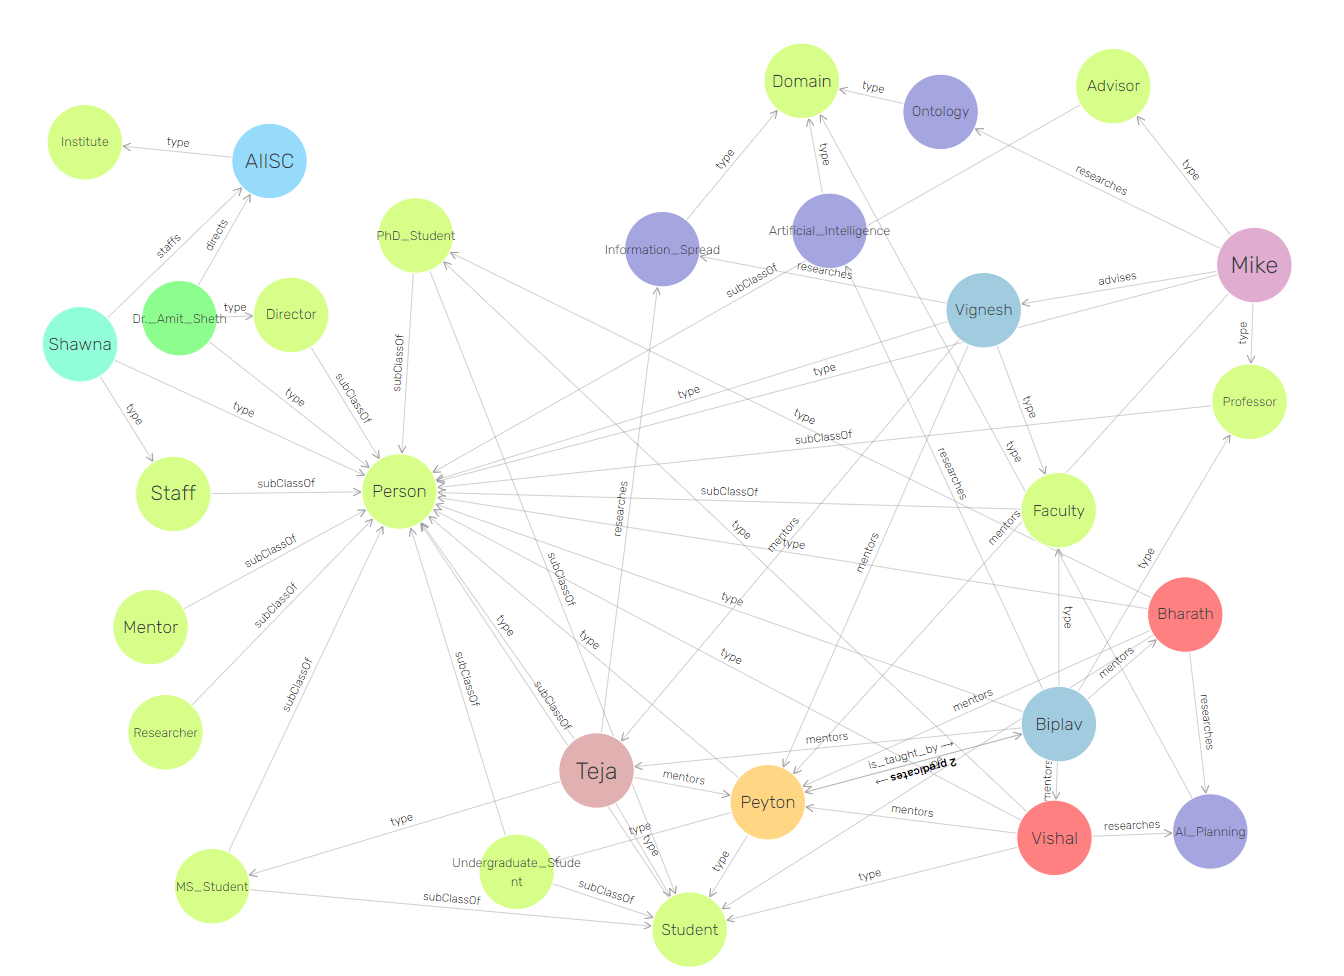 Domain
type
Ontology
Advisor
Institute
type
AIISC
type
type
type
researches
staffs
directs
PhD_Student
Information_Spread
Artificial_Intelligence
subClassOf
researches
advises
Mike
Vignesh
Shawna
Dr._Amit_Sheth
type
Director
type
subClassOf
subClassOf
type
type
type
type
type
type
Professor
type
subClassOf
type
researches
Staff
subClassOf
Person
subClassOf
Faculty
researches
type
mentors
type
mentors
mentors
type
subClassOf
subClassOf
subClassOf
type
type
type
type
Mentor
Bharath
mentors
subClassOf
subClassOf
subClassOf
mentors
researches
Researcher
mentors
is_taught_by
2 predicates
Biplav
Teja
mentors
mentors
Peyton
mentors
Vishal
researches
AI_Planning
type
type
type
Undergraduate_Stude
nt
type
type
MS_Student
subClassOf
subClassOf
Student